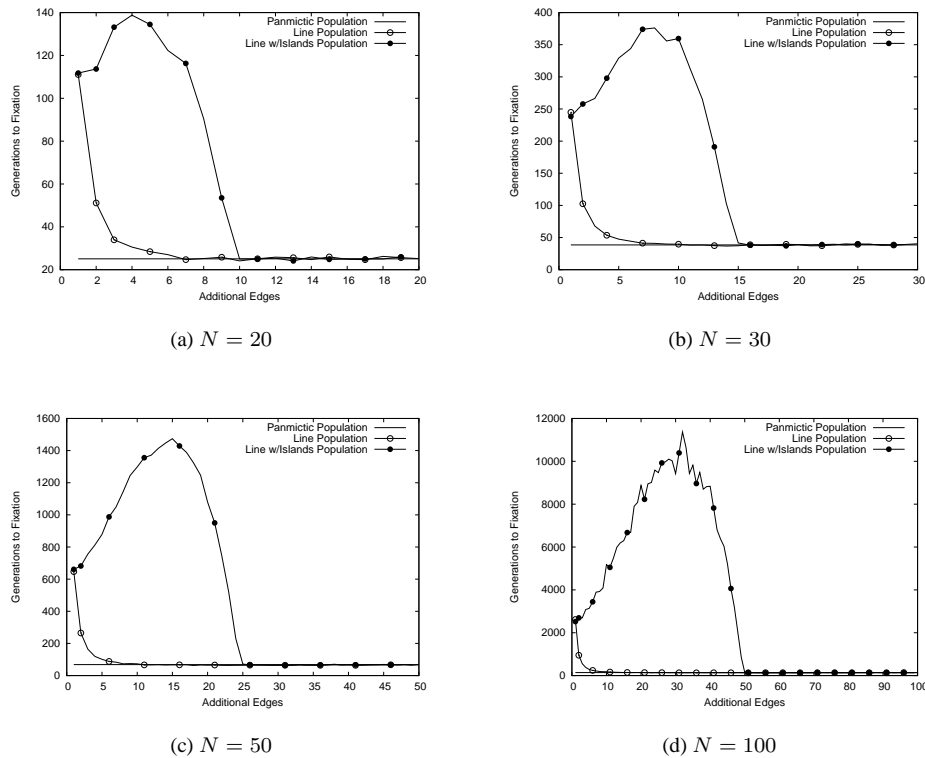 140
120
100
80
60
40
20
0 2 4 6 8 10 12 14 16 18 20
Generations to Fixation
Additional Edges
Panmictic Population
Line Population
Line w/Islands Population
(a) N = 20
400
350
300
250
200
150
100
50
0
0 5 10 15 20 25 30
Generations to Fixation
Additional Edges
Panmictic Population
Line Population
Line w/Islands Population
(b) N = 30
1600
1400
1200
1000
800
600
400
200
0
0 5 10 15 20 25 30 35 40 45 50
Generations to Fixation
Additional Edges
Panmictic Population
Line Population
Line w/Islands Population
(c) N = 50
12000
10000
8000
6000
4000
2000
0
0 10 20 30 40 50 60 70 80 90 100
Generations to Fixation
Additional Edges
Panmictic Population
Line Population
Line w/Islands Population
(d) N = 100